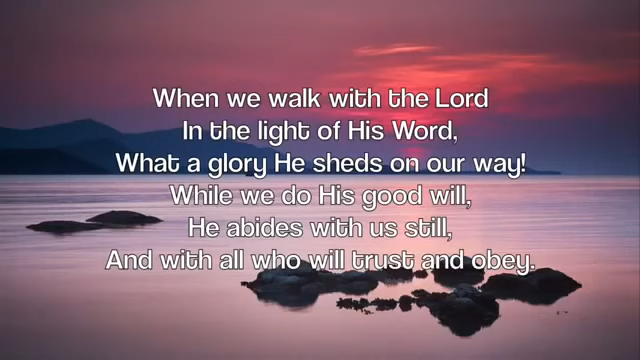 When we walk with the Lord
In the light of His Word,
What a glory He sheds on our way!
While we do His good will,
He abides with us still,
And with all who will trust and obey.